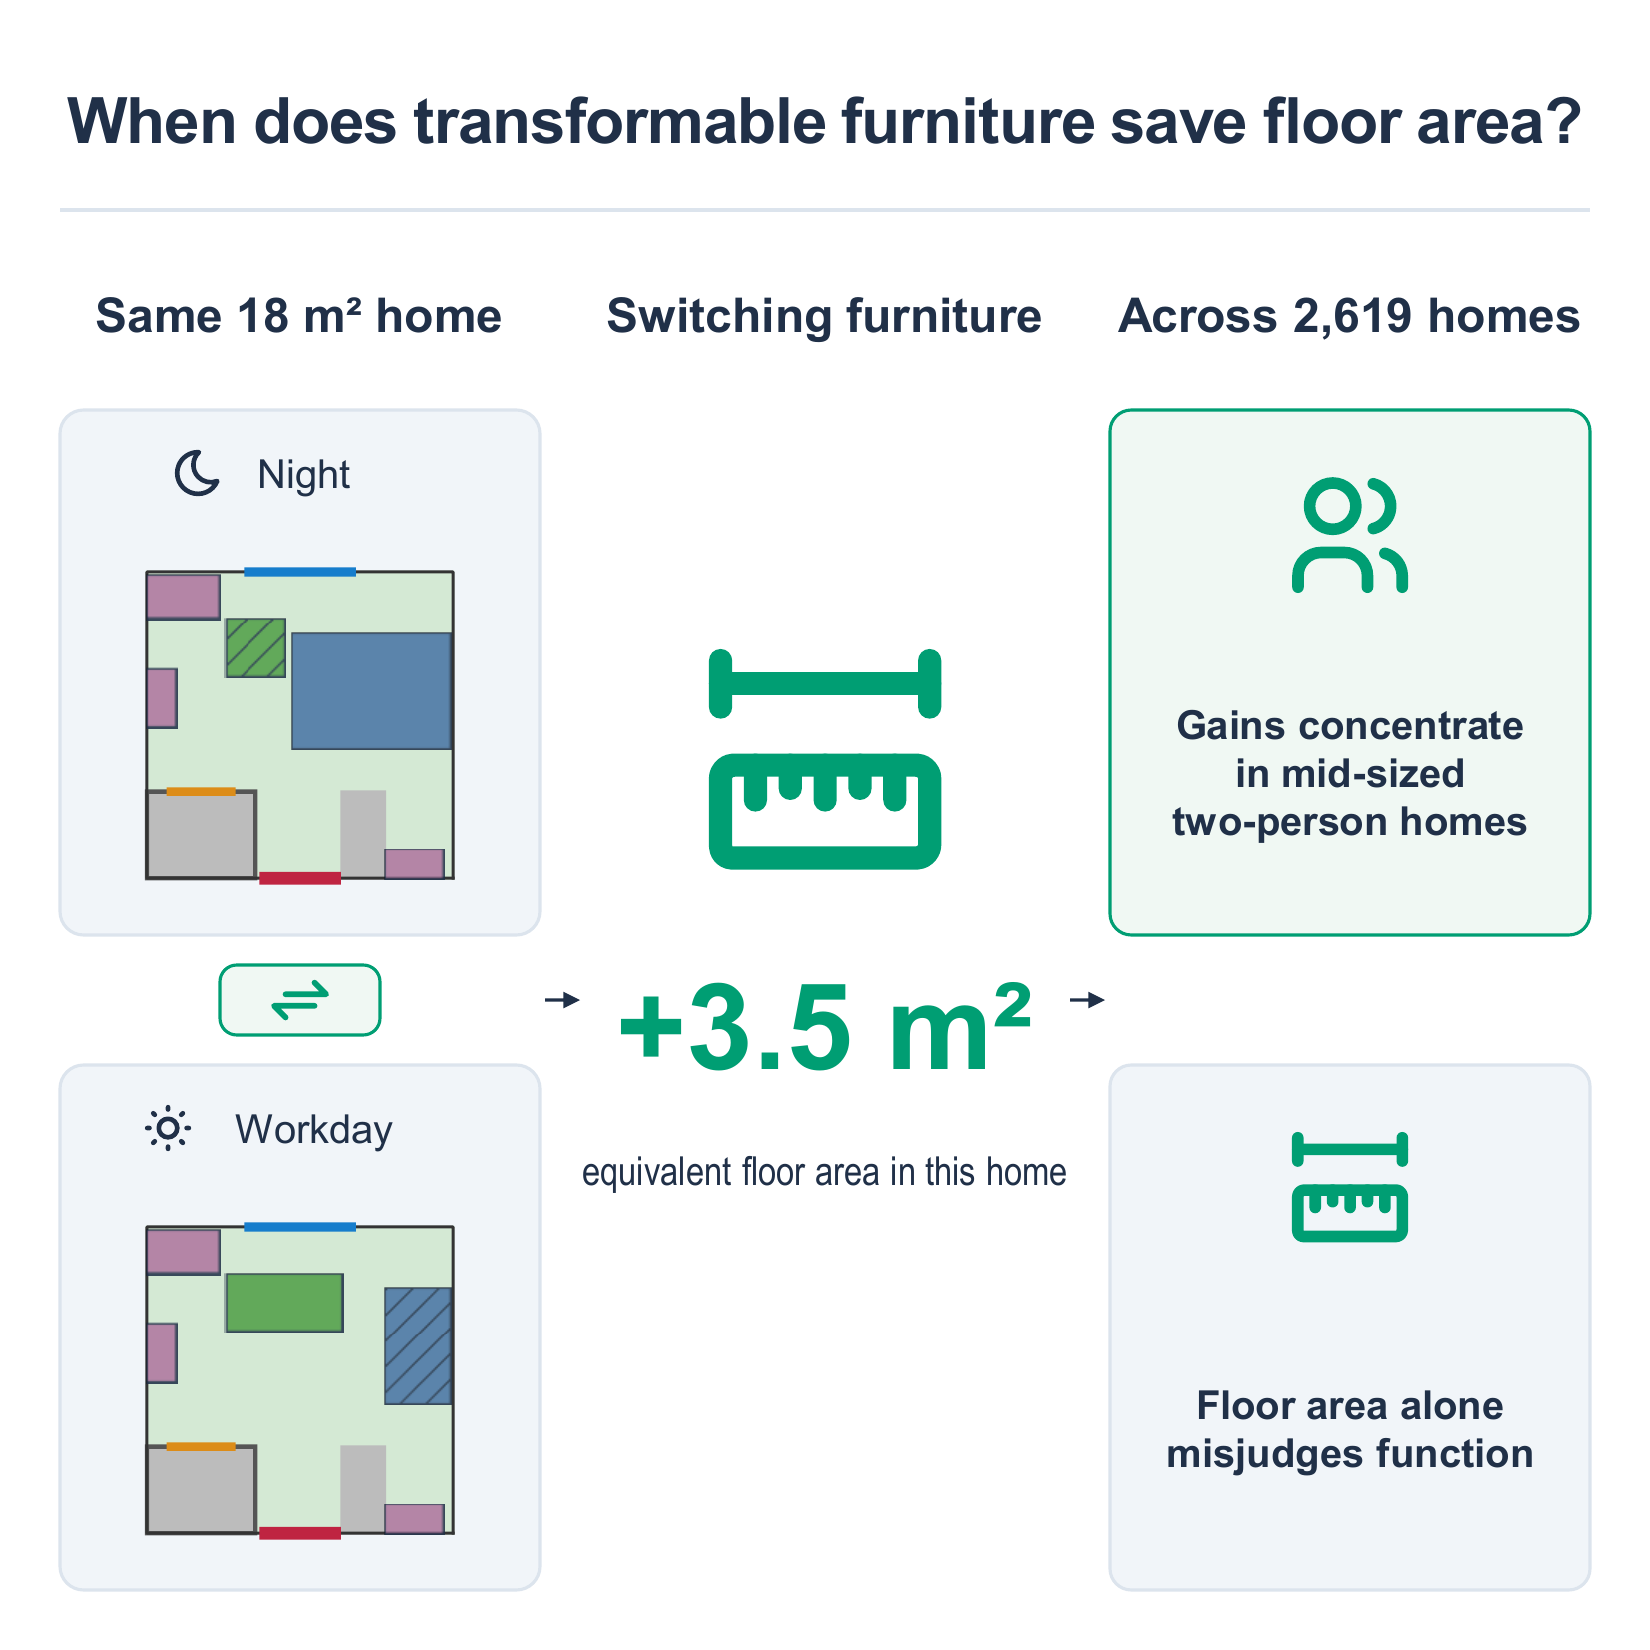 When does transformable furniture save floor area?
Same 18 m² home
Night
Workday
Switching furniture
+3.5 m²
equivalent floor area in this home
Across 2,619 homes
Gains concentrate
in mid-sized
two-person homes
Floor area alone
misjudges function